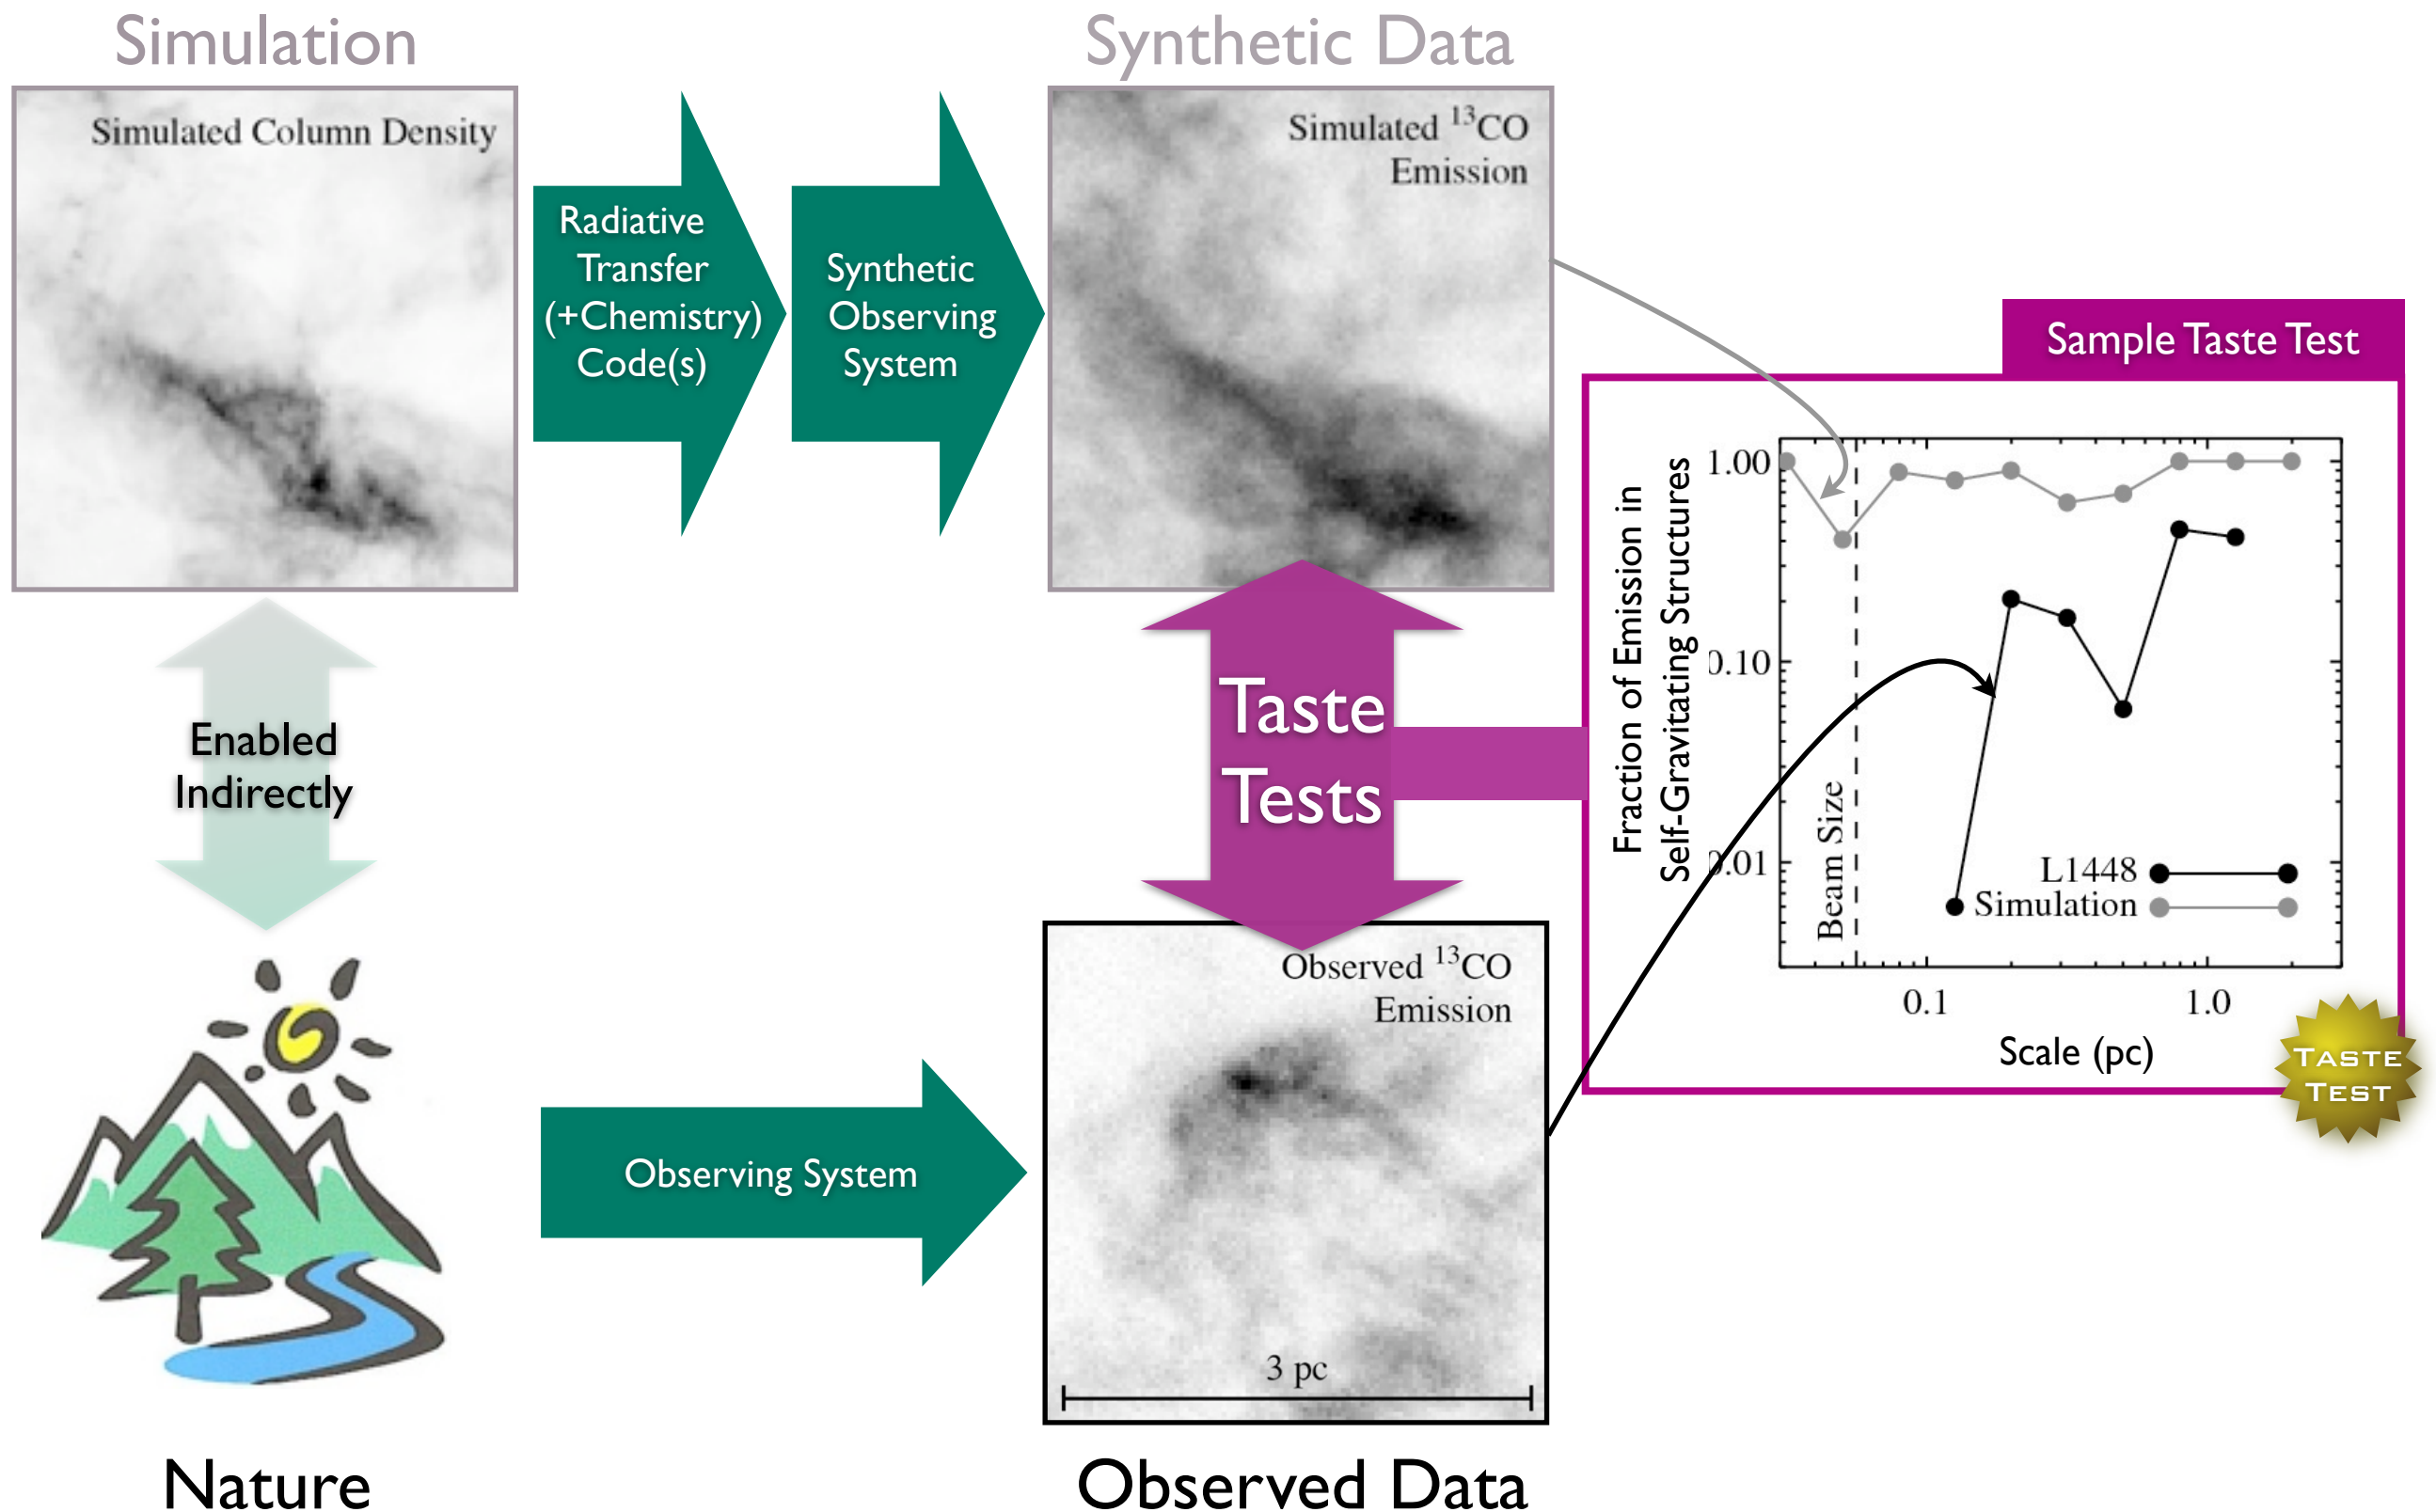 Simulation
Simulated Column Density
Radiative
Transfer
(+Chemistry)
Code(s)
Synthetic
Observing
System
Synthetic Data
Simulated ¹³CO
Emission
Enabled
Indirectly
Taste
Tests
Sample Taste Test
Fraction of Emission in
Self-Gravitating Structures
1.00
0.10
0.01
Beam Size
L1448
Simulation
0.1
1.0
Scale (pc)
TASTE
TEST
Observing System
Observed ¹³CO
Emission
3 pc
Nature
Observed Data